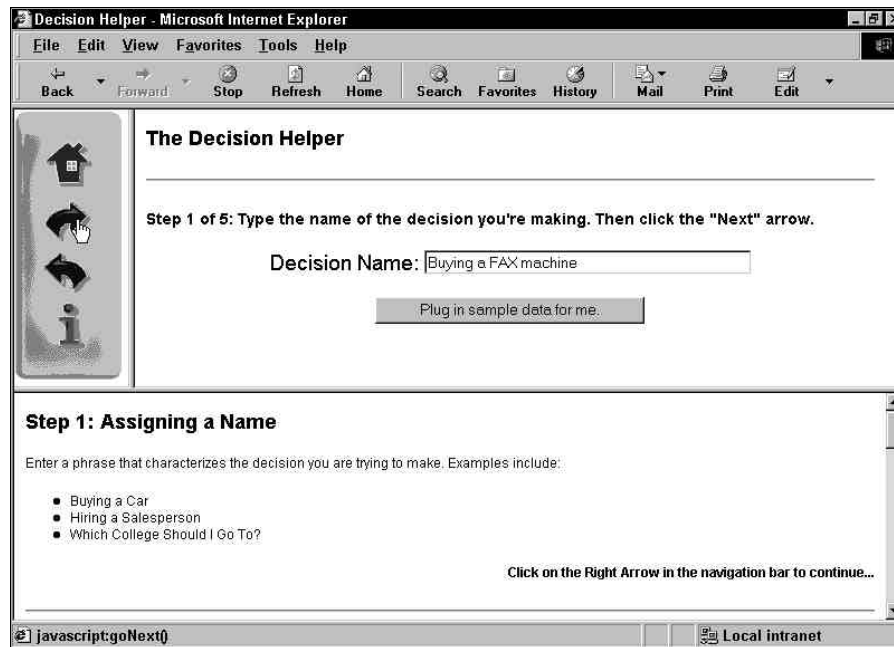 Decision Helper - Microsoft Internet Explorer
File Edit View Favorites Tools Help
Back Forward Stop Refresh Home Search Favorites History Mail Print Edit
The Decision Helper
Step 1 of 5: Type the name of the decision you're making. Then click the "Next" arrow.
Decision Name: Buying a FAX machine
Plug in sample data for me.
Step 1: Assigning a Name
Enter a phrase that characterizes the decision you are trying to make. Examples include:
Buying a Car
Hiring a Salesperson
Which College Should I Go To?
Click on the Right Arrow in the navigation bar to continue...
javascript:goNext() Local intranet